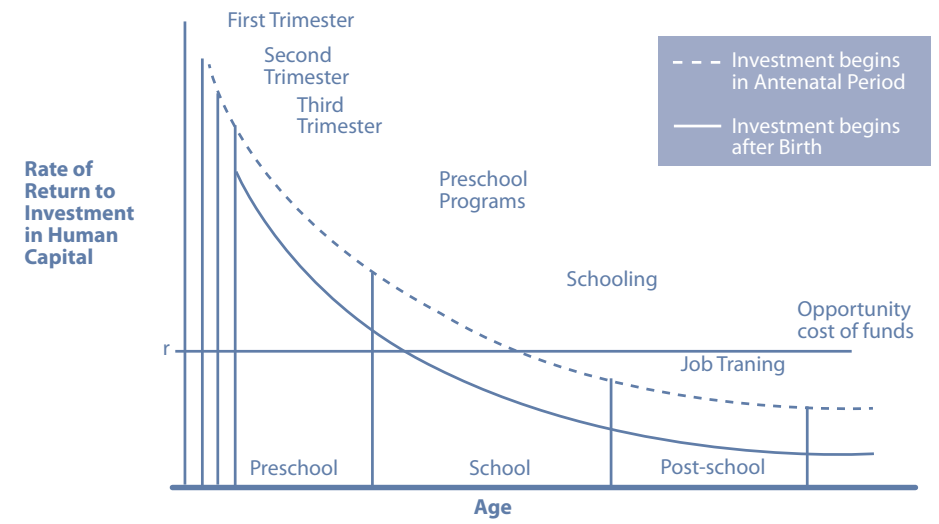 First Trimester
Second
Trimester
Third
Trimester
Investment begins
in Antenatal Period
Investment begins
after Birth
Rate of
Return to
Investment
in Human
Capital
Preschool
Programs
Schooling
Opportunity
cost of funds
r
Job Traning
Preschool
School
Post-school
Age